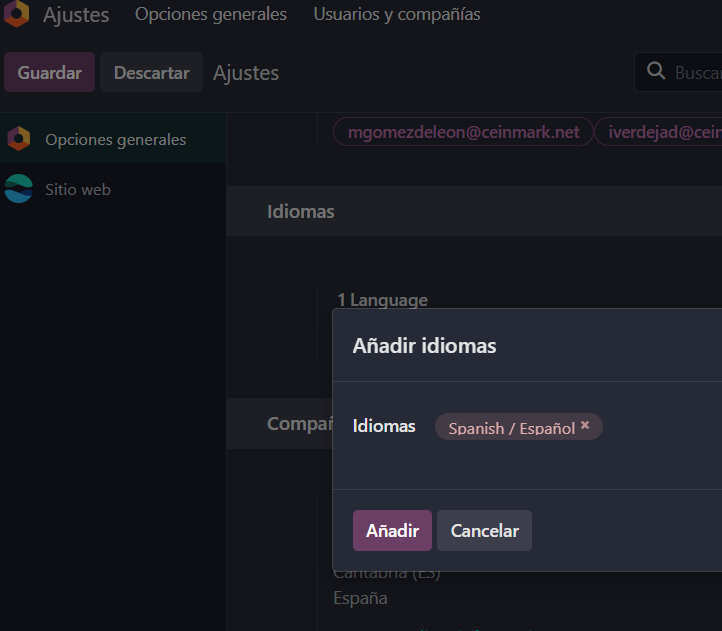 Ajustes Opciones generales Usuarios y compañías
Guardar Descartar Ajustes Buscar
Opciones generales
mgomezdeleon@ceinmark.net iverdejad@cein
Sitio web
Idiomas
1 Language
Añadir idiomas
Idiomas Spanish / Español ×
Compañ
Añadir Cancelar
Cantabria (ES)
España